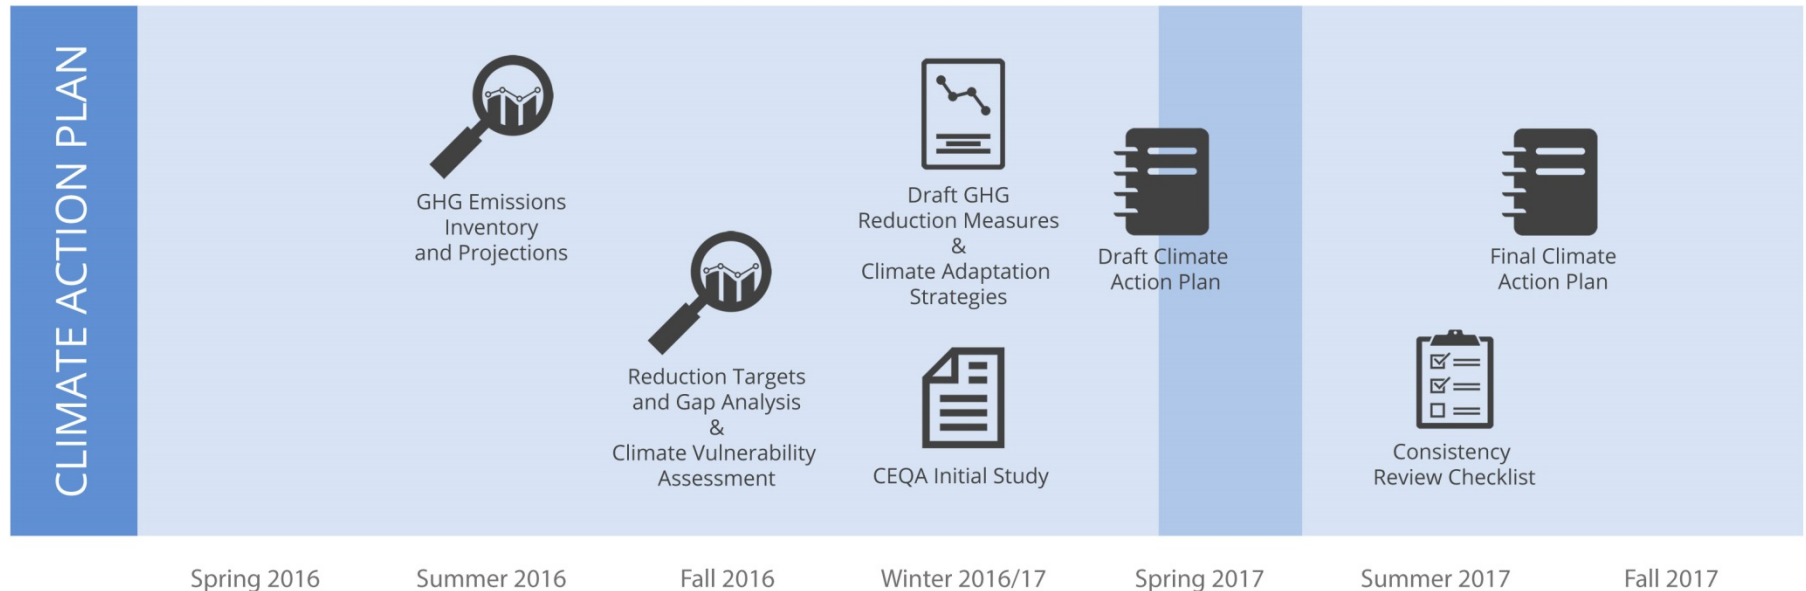 CLIMATE ACTION PLAN
GHG Emissions
Inventory
and Projections
Reduction Targets
and Gap Analysis
&
Climate Vulnerability
Assessment
Draft GHG
Reduction Measures
&
Climate Adaptation
Strategies
CEQA Initial Study
Draft Climate
Action Plan
Final Climate
Action Plan
Consistency
Review Checklist
Spring 2016
Summer 2016
Fall 2016
Winter 2016/17
Spring 2017
Summer 2017
Fall 2017